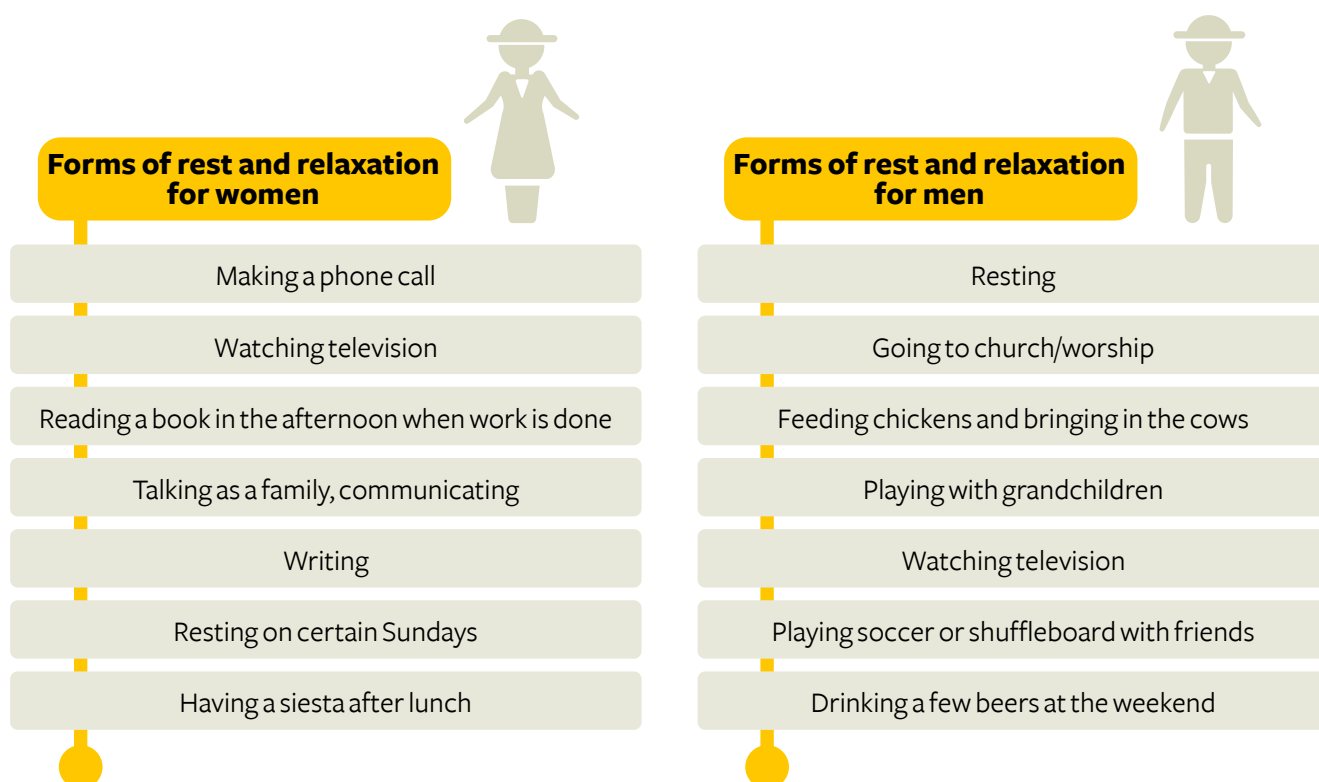 Forms of rest and relaxation
for women
Making a phone call
Watching television
Reading a book in the afternoon when work is done
Talking as a family, communicating
Writing
Resting on certain Sundays
Having a siesta after lunch
Forms of rest and relaxation
for men
Resting
Going to church/worship
Feeding chickens and bringing in the cows
Playing with grandchildren
Watching television
Playing soccer or shuffleboard with friends
Drinking a few beers at the weekend